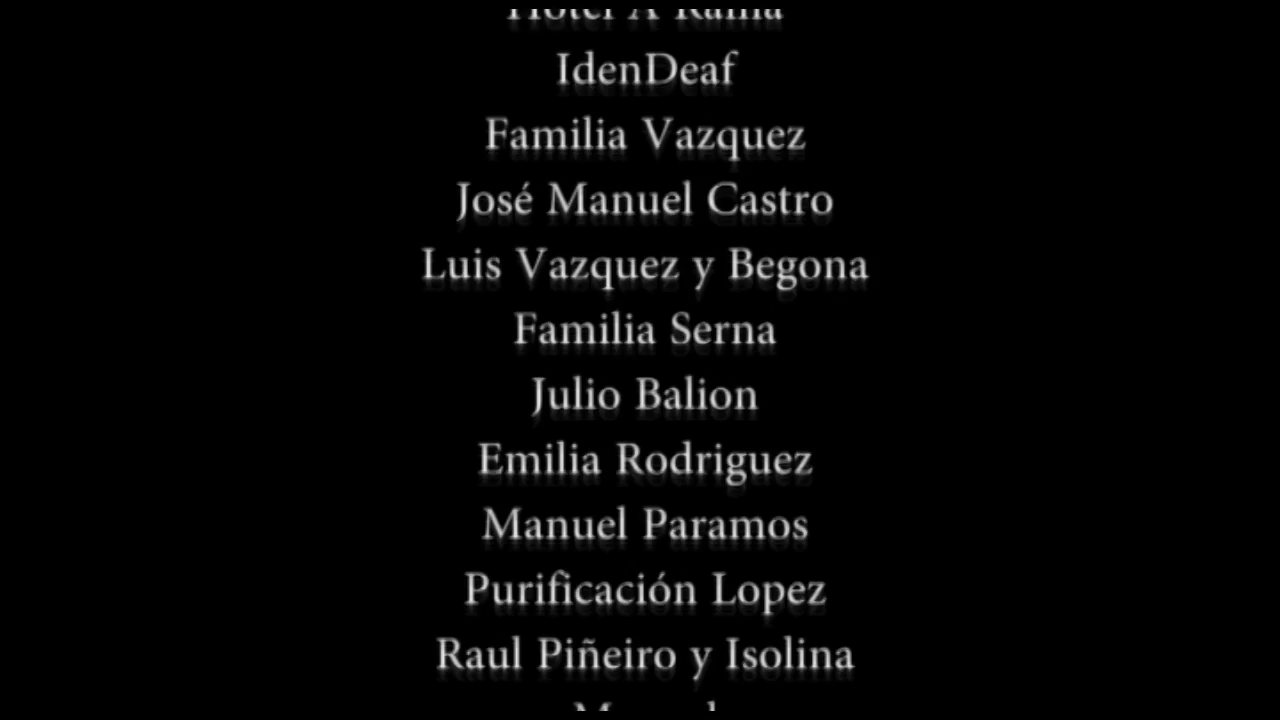 Hotel A
IdenDeaf
Familia Vazquez
José Manuel Castro
Luis Vazquez y Begona
Familia Serna
Julio Balion
Emilia Rodriguez
Manuel Paramos
Purificación Lopez
Raul Piñeiro y Isolina